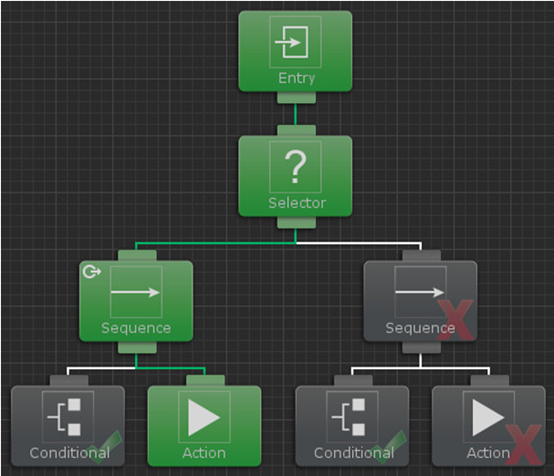 Entry
?
Selector
Sequence
Sequence
Conditional
Action
Conditional
Action